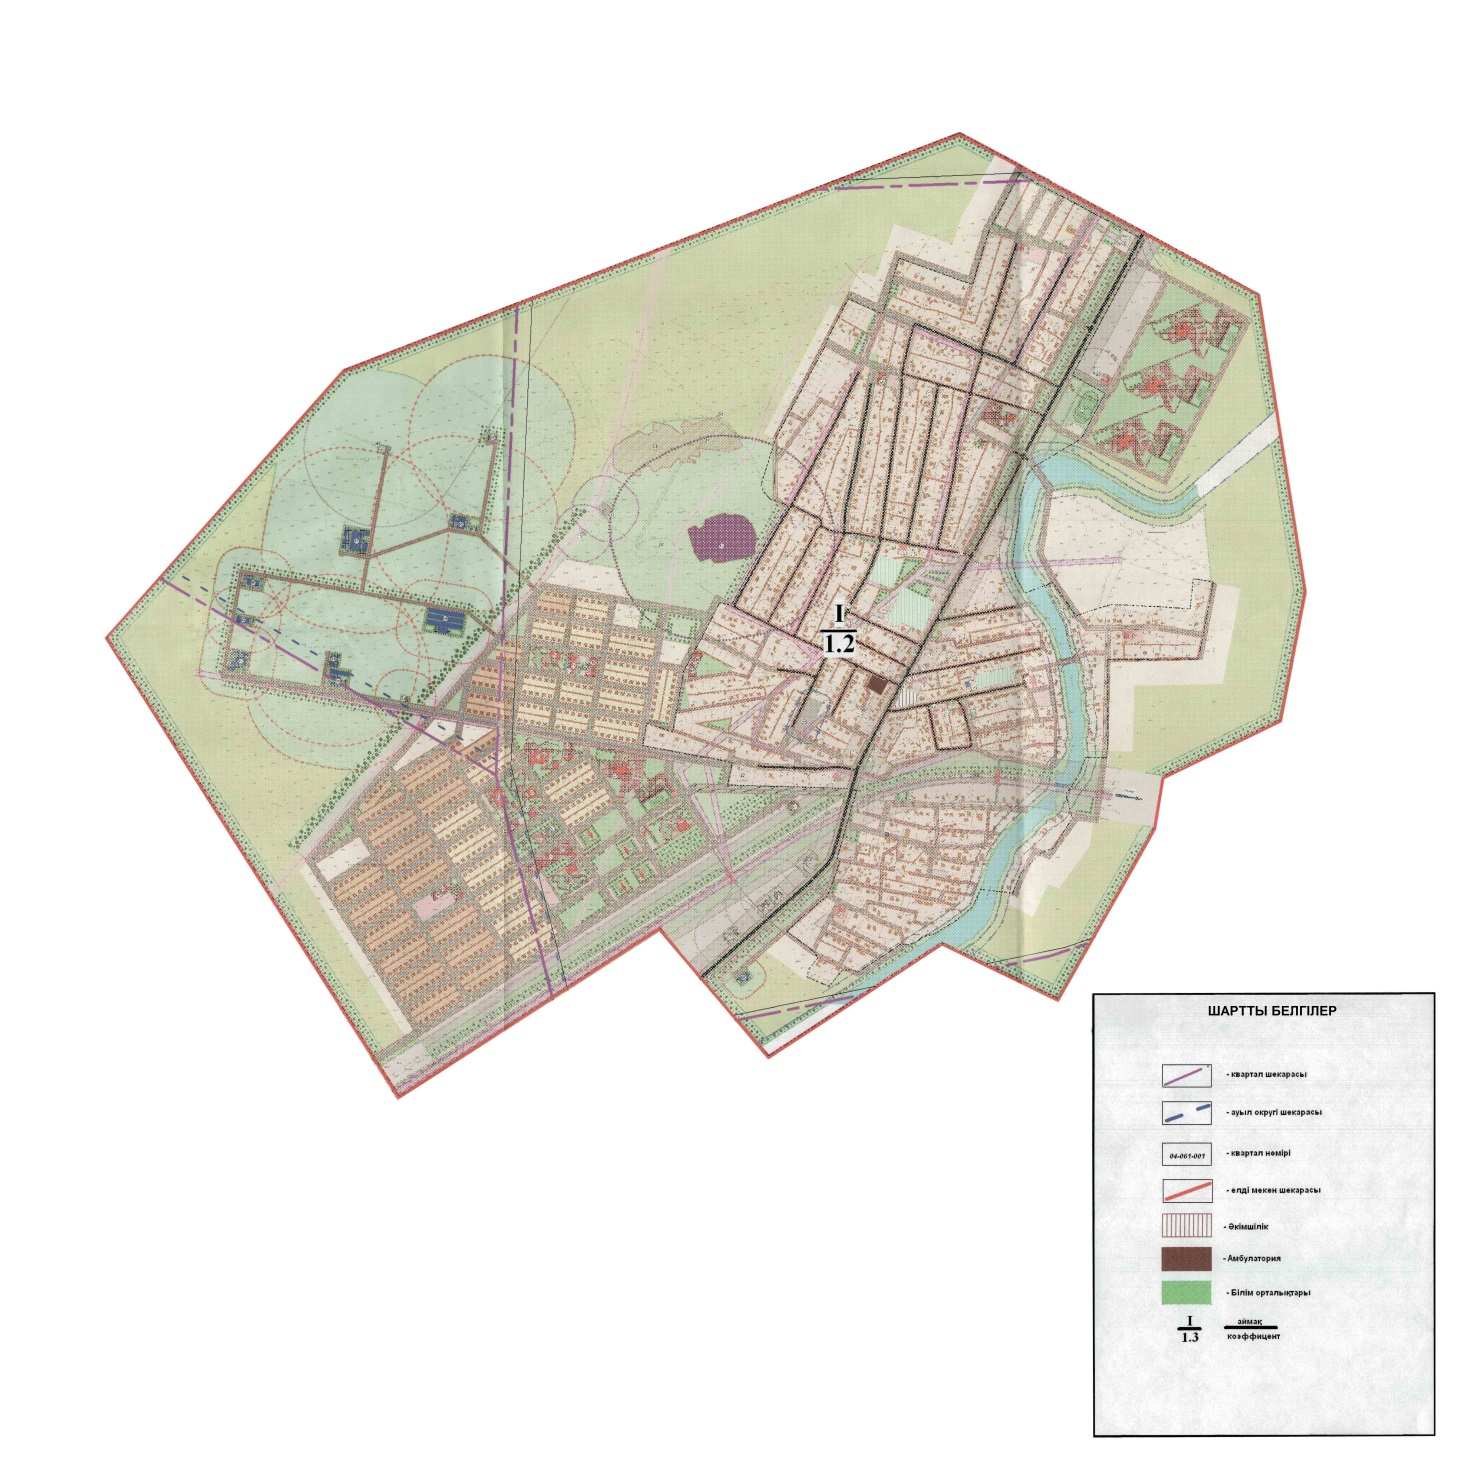 I
1.2
ШАРТТЫ БЕЛГІЛЕР
- квартал шекарасы
- ауыл округі шекарасы
04-061-001 - квартал нөмірі
- елді мекен шекарасы
- Әкімшілік
- Амбулатория
- Білім орталықтары
I аймақ
1.3 коэффицент